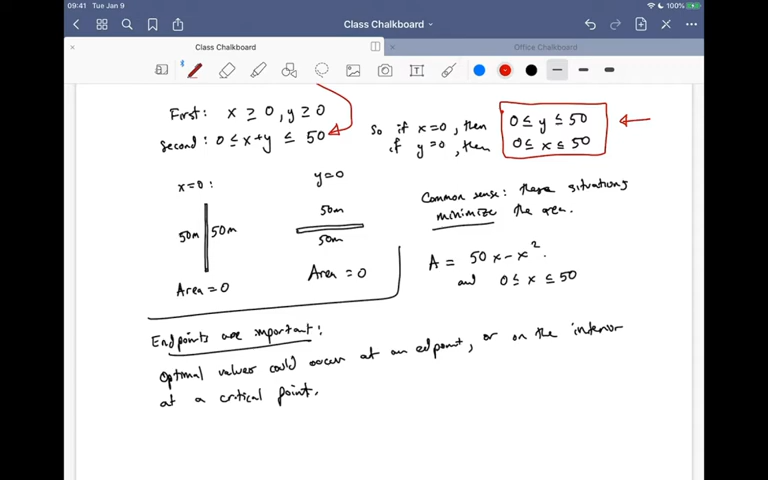 09:41 Tue Jan 9
100%
Class Chalkboard
Class Chalkboard
Office Chalkboard
First: x ≥ 0, y ≥ 0
Second: 0 ≤ x+y ≤ 50
So if x=0, then 0 ≤ y ≤ 50
if y=0, then 0 ≤ x ≤ 50
x=0:
y=0
50m 50m
50m
50m
Area = 0
Area = 0
Common sense: these situations
minimize the area.
A = 50x - x².
and 0 ≤ x ≤ 50
Endpoints are important:
Optimal values could occur at an edpoint, or on the interior
at a critical point.